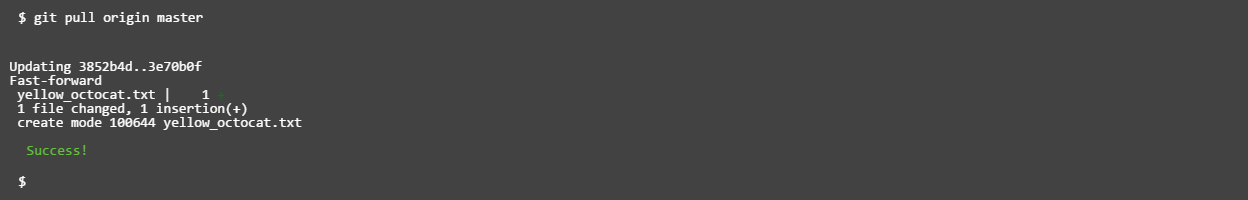 $ git pull origin master
Updating 3852b4d..3e70b0f
Fast-forward
yellow_octocat.txt |    1 +
1 file changed, 1 insertion(+)
create mode 100644 yellow_octocat.txt
Success!
$